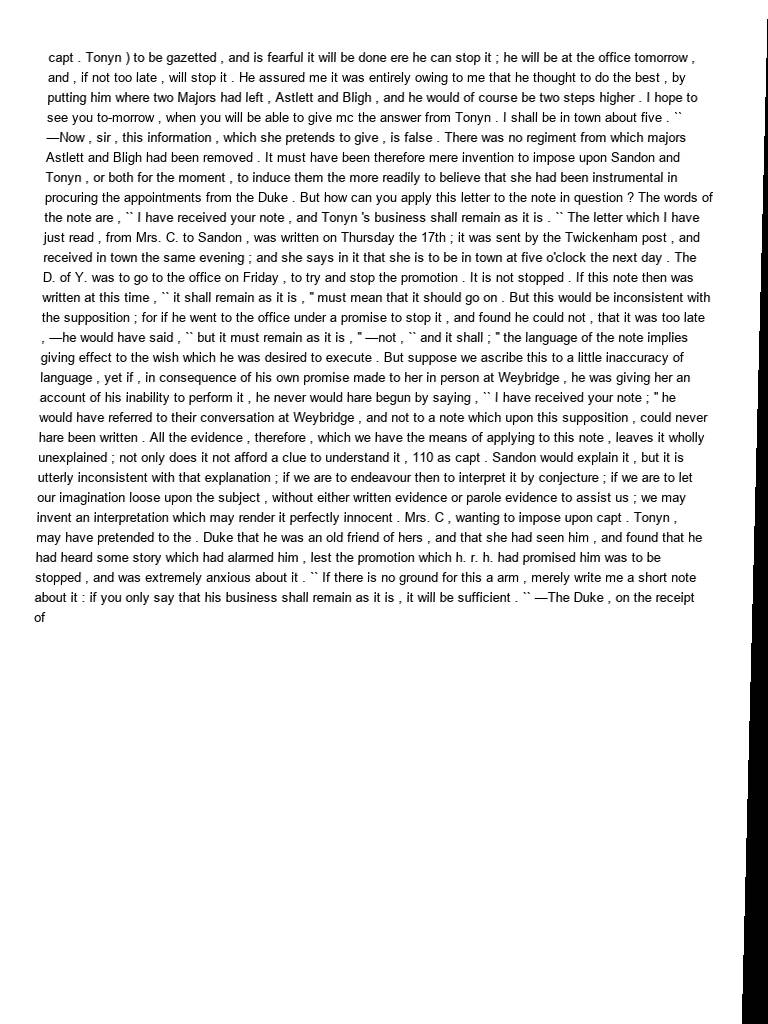 capt . Tonyn ) to be gazetted , and is fearful it will be done ere he can stop it ; he will be at the office tomorrow ,
and , if not too late , will stop it . He assured me it was entirely owing to me that he thought to do the best , by
putting him where two Majors had left , Astlett and Bligh , and he would of course be two steps higher . I hope to
see you to-morrow , when you will be able to give mc the answer from Tonyn . I shall be in town about five . ``
—Now , sir , this information , which she pretends to give , is false . There was no regiment from which majors
Astlett and Bligh had been removed . It must have been therefore mere invention to impose upon Sandon and
Tonyn , or both for the moment , to induce them the more readily to believe that she had been instrumental in
procuring the appointments from the Duke . But how can you apply this letter to the note in question ? The words of
the note are , `` I have received your note , and Tonyn 's business shall remain as it is . `` The letter which I have
just read , from Mrs. C. to Sandon , was written on Thursday the 17th ; it was sent by the Twickenham post , and
received in town the same evening ; and she says in it that she is to be in town at five o'clock the next day . The
D. of Y. was to go to the office on Friday , to try and stop the promotion . It is not stopped . If this note then was
written at this time , `` it shall remain as it is , " must mean that it should go on . But this would be inconsistent with
the supposition ; for if he went to the office under a promise to stop it , and found he could not , that it was too late
, —he would have said , `` but it must remain as it is , " —not , `` and it shall ; " the language of the note implies
giving effect to the wish which he was desired to execute . But suppose we ascribe this to a little inaccuracy of
language , yet if , in consequence of his own promise made to her in person at Weybridge , he was giving her an
account of his inability to perform it , he never would hare begun by saying , `` I have received your note ; " he
would have referred to their conversation at Weybridge , and not to a note which upon this supposition , could never
hare been written . All the evidence , therefore , which we have the means of applying to this note , leaves it wholly
unexplained ; not only does it not afford a clue to understand it , 110 as capt . Sandon would explain it , but it is
utterly inconsistent with that explanation ; if we are to endeavour then to interpret it by conjecture ; if we are to let
our imagination loose upon the subject , without either written evidence or parole evidence to assist us ; we may
invent an interpretation which may render it perfectly innocent . Mrs. C , wanting to impose upon capt . Tonyn ,
may have pretended to the . Duke that he was an old friend of hers , and that she had seen him , and found that he
had heard some story which had alarmed him , lest the promotion which h. r. h. had promised him was to be
stopped , and was extremely anxious about it . `` If there is no ground for this a arm , merely write me a short note
about it : if you only say that his business shall remain as it is , it will be sufficient . `` —The Duke , on the receipt
of